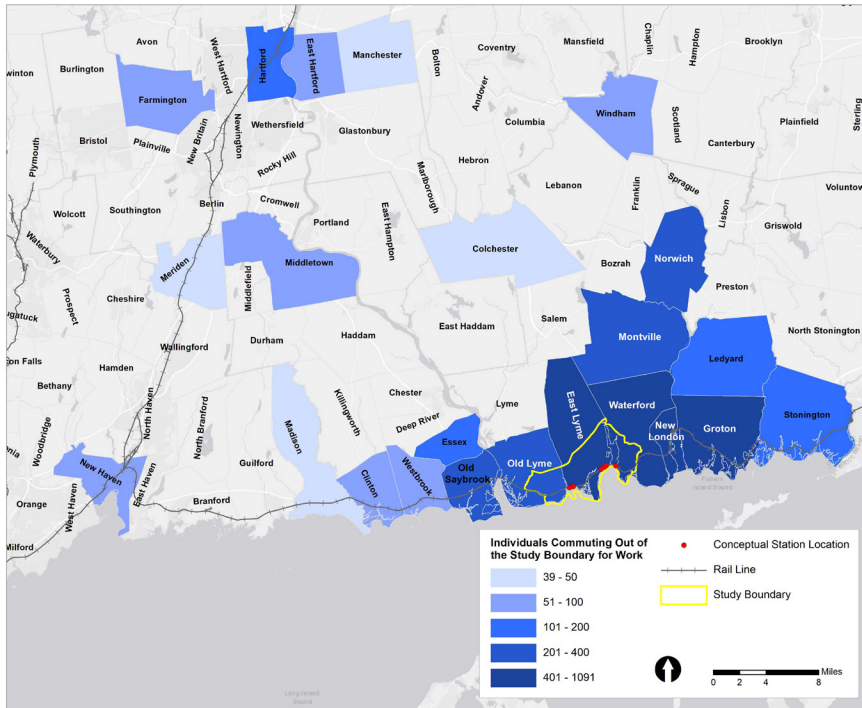 Avon
West Hartford
Hartford
East Hartford
Manchester
Bolton
Coventry
Mansfield
Chaplin
Hampton
Brooklyn
Burlington
Farmington
Andover
Windham
Scotland
Plainfield
Sterling
Bristol
Plainville
New Britain
Newington
Wethersfield
Glastonbury
Columbia
Canterbury
Plymouth
Rocky Hill
Marlborough
Hebron
Lebanon
Franklin
Sprague
Lisbon
Voluntow
Wolcott
Southington
Berlin
Cromwell
Portland
East Hampton
Colchester
Bozrah
Norwich
Griswold
Waterbury
Meriden
Middletown
Preston
Prospect
Cheshire
Middlefield
ugatuck
Durham
Haddam
East Haddam
Salem
Montville
North Stonington
on Falls
Hamden
Wallingford
Ledyard
Bethany
Killingworth
Chester
Lyme
East Lyme
Waterford
Woodbridge
North Haven
North Branford
Madison
Deep River
Essex
New London
Groton
Stonington
New Haven
East Haven
Guilford
Clinton
Westbrook
Old Saybrook
Old Lyme
Orange
West Haven
Branford
Milford
Fishers
Island Sound
Long Island
Sound
Individuals Commuting Out of
the Study Boundary for Work
39 - 50
51 - 100
101 - 200
201 - 400
401 - 1091
Conceptual Station Location
Rail Line
Study Boundary
Miles
0 2 4 8